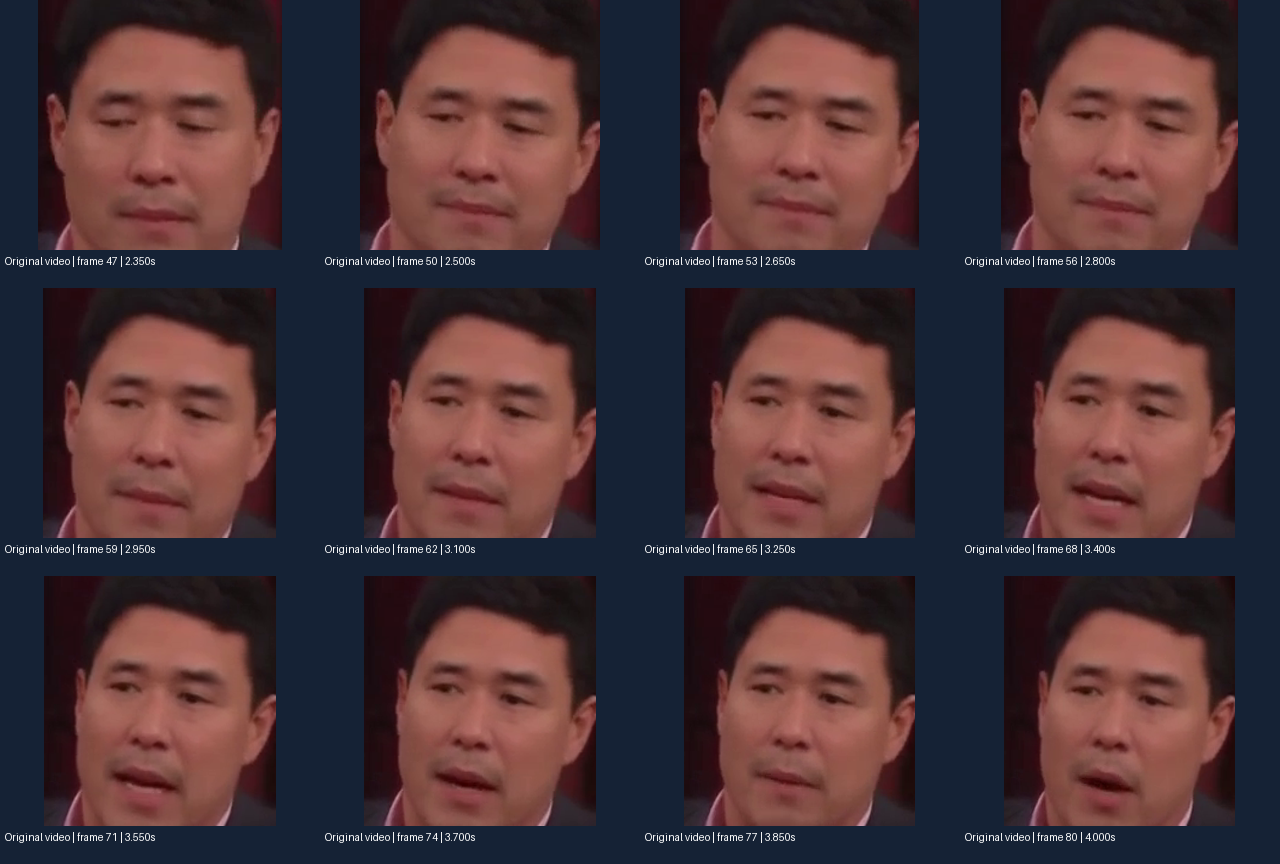 Original video | frame 47 | 2.350s
Original video | frame 50 | 2.500s
Original video | frame 53 | 2.650s
Original video | frame 56 | 2.800s
Original video | frame 59 | 2.950s
Original video | frame 62 | 3.100s
Original video | frame 65 | 3.250s
Original video | frame 68 | 3.400s
Original video | frame 71 | 3.550s
Original video | frame 74 | 3.700s
Original video | frame 77 | 3.850s
Original video | frame 80 | 4.000s